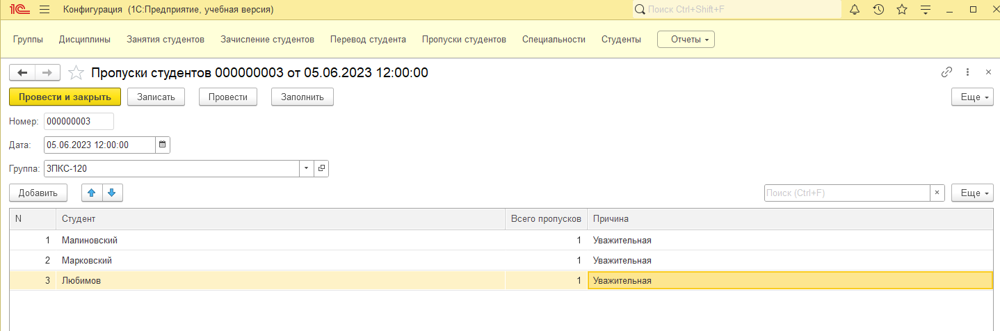 1С Конфигурация (1С:Предприятие, учебная версия) Поиск Ctrl+Shift+F
Группы Дисциплины Занятия студентов Зачисление студентов Перевод студента Пропуски студентов Специальности Студенты Отчеты
Пропуски студентов 000000003 от 05.06.2023 12:00:00
Провести и закрыть Записать Провести Заполнить Еще
Номер: 000000003
Дата: 05.06.2023 12:00:00
Группа: 3ПКС-120
Добавить Поиск (Ctrl+F) Еще
N Студент Всего пропусков Причина
1 Малиновский 1 Уважительная
2 Марковский 1 Уважительная
3 Любимов 1 Уважительная